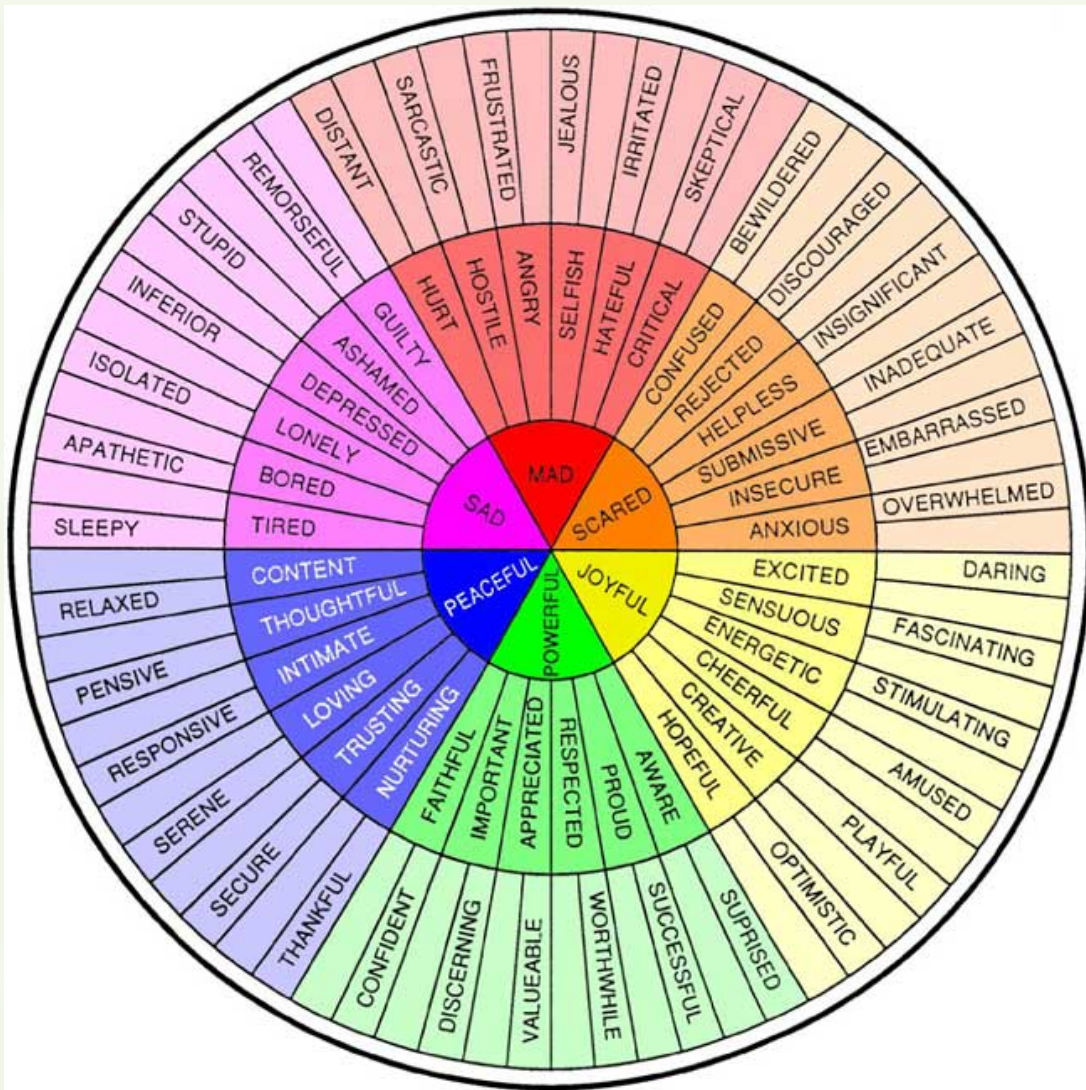 MAD
SCARED
JOYFUL
POWERFUL
PEACEFUL
SAD
HURT
HOSTILE
ANGRY
SELFISH
HATEFUL
CRITICAL
CONFUSED
REJECTED
HELPLESS
SUBMISSIVE
INSECURE
ANXIOUS
EXCITED
SENSUOUS
ENERGETIC
CHEERFUL
CREATIVE
HOPEFUL
AWARE
PROUD
RESPECTED
APPRECIATED
IMPORTANT
FAITHFUL
NURTURING
TRUSTING
LOVING
INTIMATE
THOUGHTFUL
CONTENT
TIRED
BORED
LONELY
DEPRESSED
ASHAMED
GUILTY
DISTANT
SARCASTIC
FRUSTRATED
JEALOUS
IRRITATED
SKEPTICAL
BEWILDERED
DISCOURAGED
INSIGNIFICANT
INADEQUATE
EMBARRASSED
OVERWHELMED
DARING
FASCINATING
STIMULATING
AMUSED
PLAYFUL
OPTIMISTIC
SUPRISED
SUCCESSFUL
WORTHWHILE
VALUEABLE
DISCERNING
CONFIDENT
THANKFUL
SECURE
SERENE
RESPONSIVE
PENSIVE
RELAXED
SLEEPY
APATHETIC
ISOLATED
INFERIOR
STUPID
REMORSEFUL